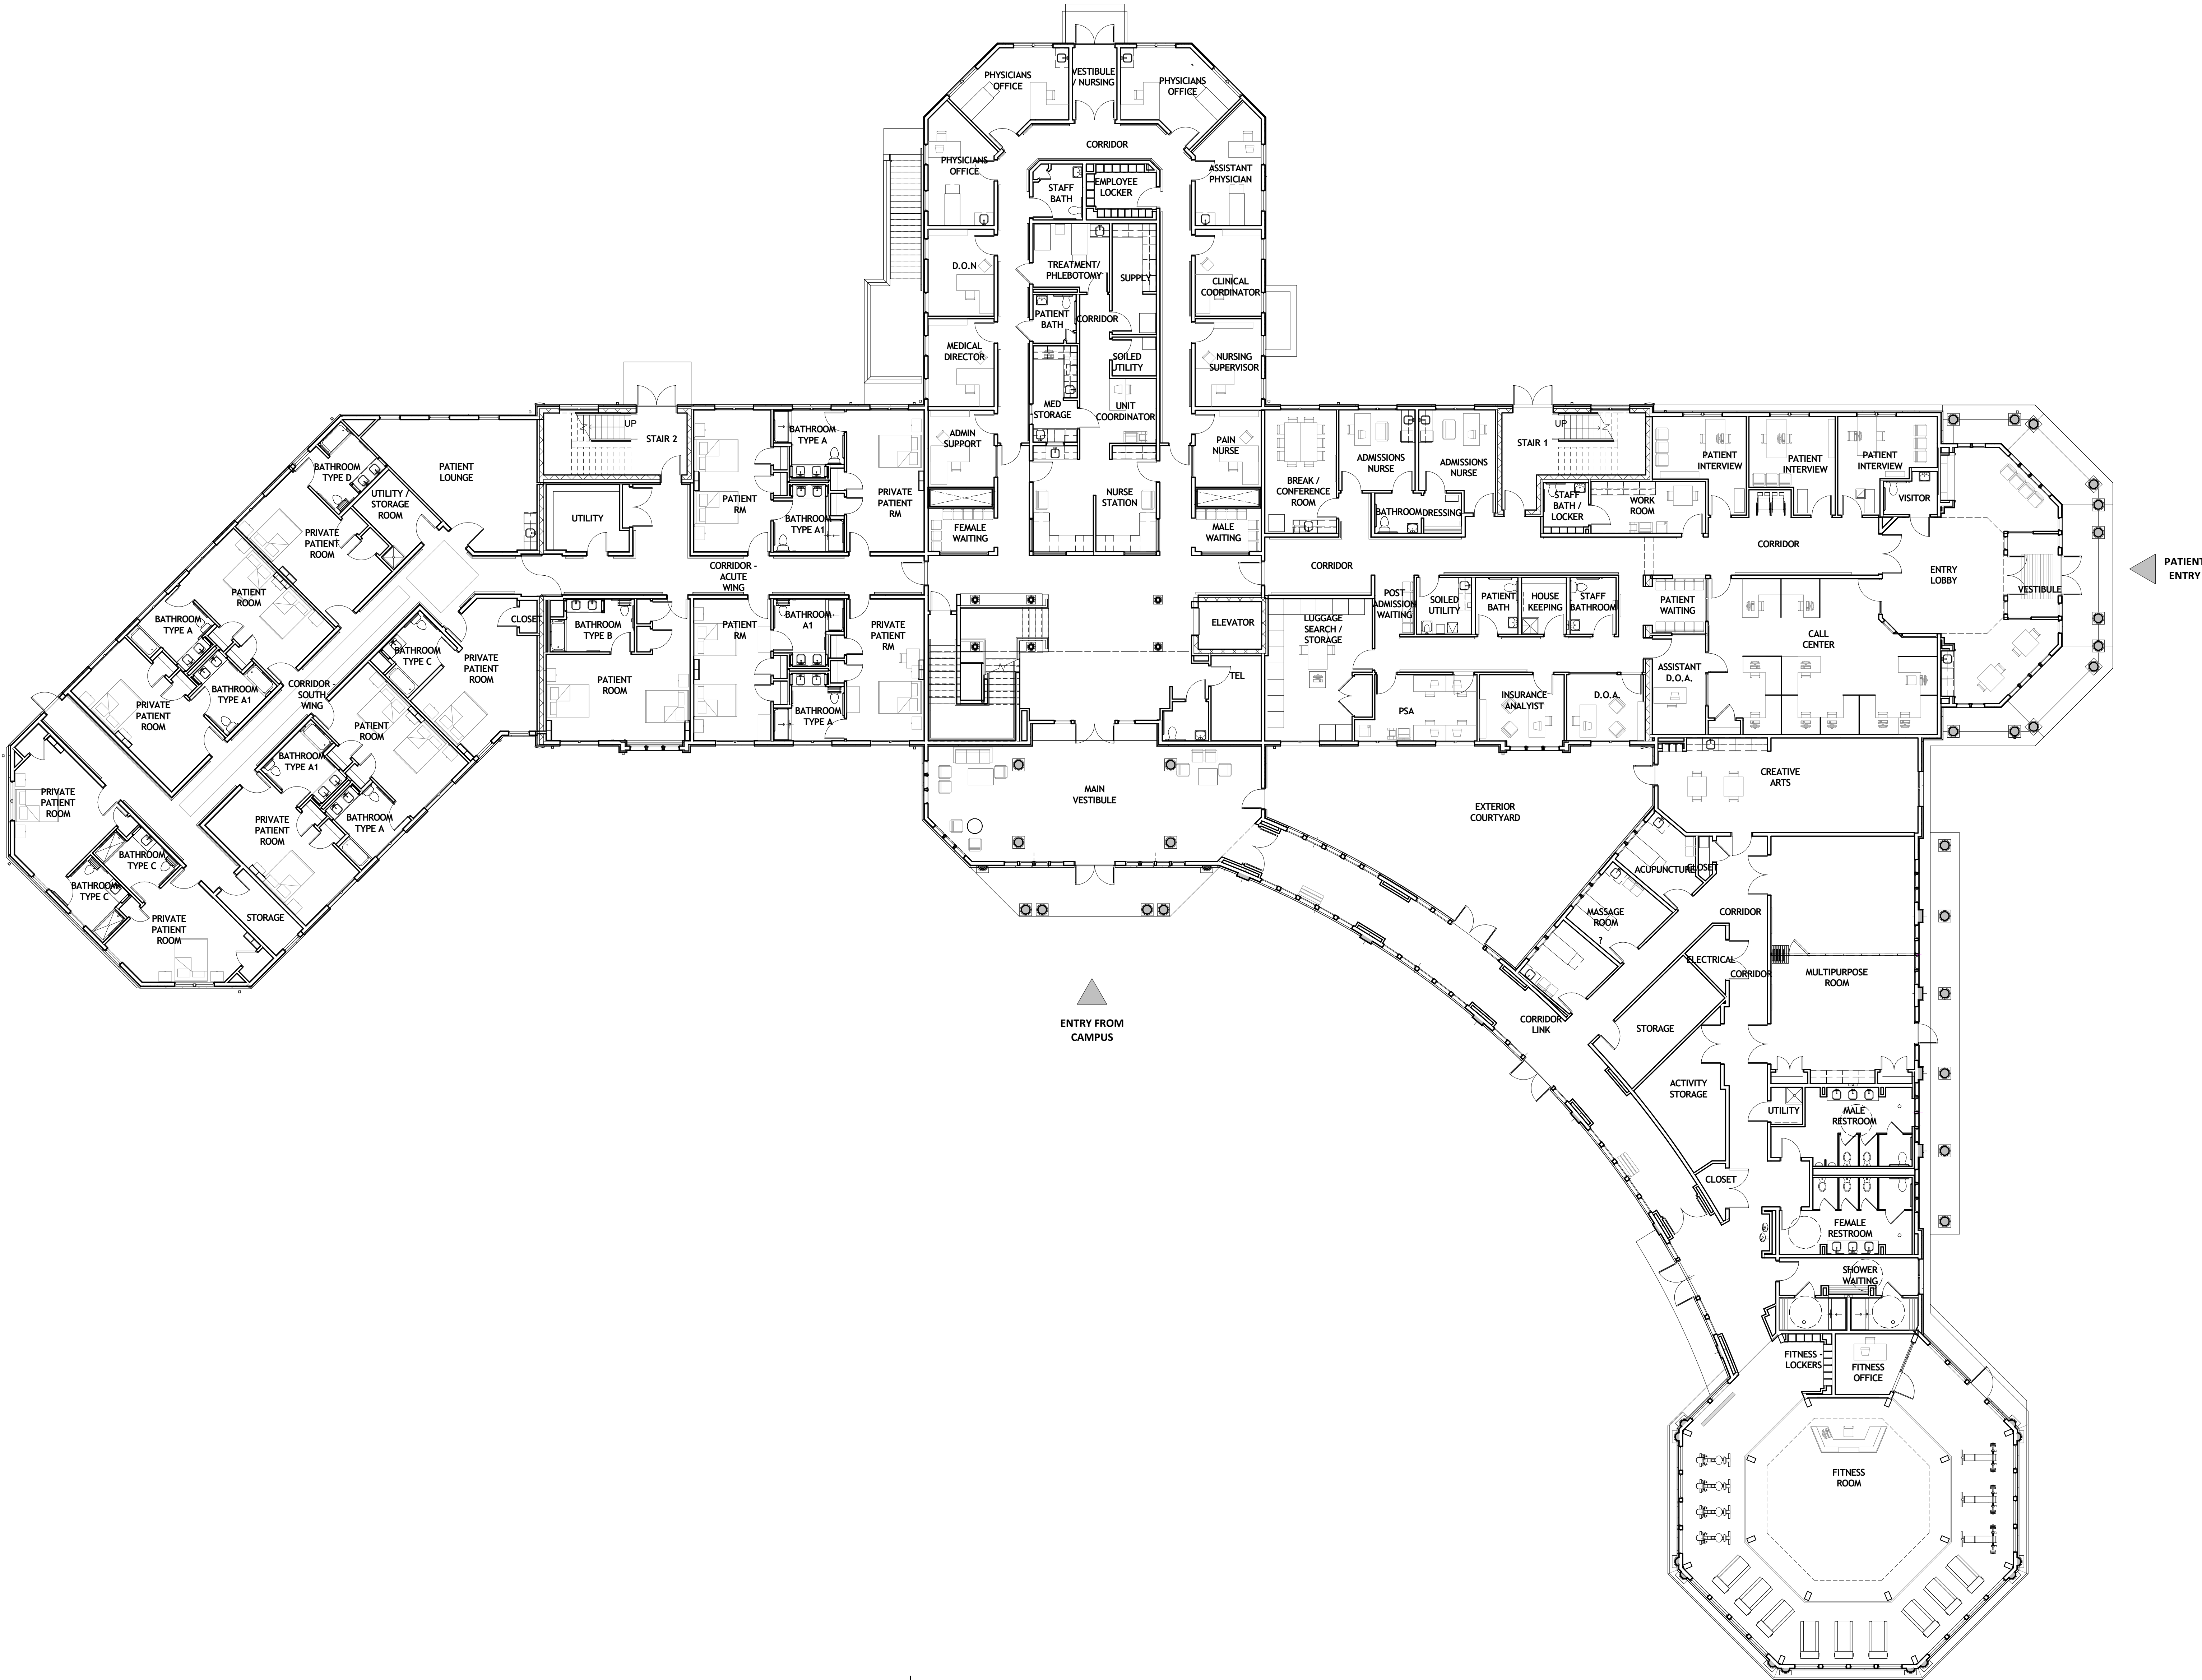 PHYSICIANS
OFFICE
VESTIBULE
/ NURSING
PHYSICIANS
OFFICE
CORRIDOR
PHYSICIANS
OFFICE
STAFF
BATH
EMPLOYEE
LOCKER
ASSISTANT
PHYSICIAN
D.O.N
TREATMENT/
PHLEBOTOMY
SUPPLY
CLINICAL
COORDINATOR
PATIENT
BATH
CORRIDOR
MEDICAL
DIRECTOR
SOILED
UTILITY
NURSING
SUPERVISOR
MED
STORAGE
UNIT
COORDINATOR
ADMIN
SUPPORT
PAIN
NURSE
NURSE
STATION
FEMALE
WAITING
MALE
WAITING
BATHROOM
TYPE D
UTILITY /
STORAGE
ROOM
PATIENT
LOUNGE
UP
STAIR 2
UTILITY
PATIENT
RM
BATHROOM
TYPE A
BATHROOM
TYPE A1
PRIVATE
PATIENT
RM
PRIVATE
PATIENT
ROOM
PATIENT
ROOM
BATHROOM
TYPE A
BATHROOM
TYPE A1
PRIVATE
PATIENT
ROOM
CORRIDOR -
SOUTH
WING
BATHROOM
TYPE C
PRIVATE
PATIENT
ROOM
CLOSET
CORRIDOR -
ACUTE
WING
BATHROOM
TYPE B
PATIENT
ROOM
PATIENT
RM
BATHROOM
A1
BATHROOM
TYPE A
PRIVATE
PATIENT
RM
PATIENT
ROOM
BATHROOM
TYPE A1
BATHROOM
TYPE A
PRIVATE
PATIENT
ROOM
PRIVATE
PATIENT
ROOM
BATHROOM
TYPE C
BATHROOM
TYPE C
PRIVATE
PATIENT
ROOM
STORAGE
BREAK /
CONFERENCE
ROOM
ADMISSIONS
NURSE
ADMISSIONS
NURSE
BATHROOM
DRESSING
STAIR 1
UP
STAFF
BATH /
LOCKER
WORK
ROOM
PATIENT
INTERVIEW
PATIENT
INTERVIEW
PATIENT
INTERVIEW
VISITOR
CORRIDOR
CORRIDOR
ENTRY
LOBBY
VESTIBULE
PATIENT
ENTRY
ELEVATOR
TEL
LUGGAGE
SEARCH /
STORAGE
POST
ADMISSION
WAITING
SOILED
UTILITY
PATIENT
BATH
HOUSE
KEEPING
STAFF
BATHROOM
PATIENT
WAITING
CALL
CENTER
ASSISTANT
D.O.A.
PSA
INSURANCE
ANALYIST
D.O.A.
MAIN
VESTIBULE
EXTERIOR
COURTYARD
CREATIVE
ARTS
ACUPUNCTURE
CLOSET
MASSAGE
ROOM
?
CORRIDOR
ELECTRICAL
CORRIDOR
MULTIPURPOSE
ROOM
ENTRY FROM
CAMPUS
CORRIDOR
LINK
STORAGE
ACTIVITY
STORAGE
UTILITY
MALE
RESTROOM
CLOSET
FEMALE
RESTROOM
SHOWER
WAITING
FITNESS -
LOCKERS
FITNESS
OFFICE
FITNESS
ROOM